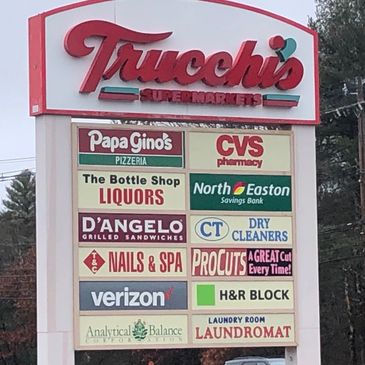 Trucchi's
SUPERMARKETS
Papa Gino's
PIZZERIA
CVS
pharmacy
The Bottle Shop
LIQUORS
North Easton
Savings Bank
D'ANGELO
GRILLED SANDWICHES
CT DRY
CLEANERS
T&C NAILS & SPA
PROCUTS A GREAT Cut
Every Time!
verizon
H&R BLOCK
Analytical Balance
CORPORATION
LAUNDRY ROOM
LAUNDROMAT